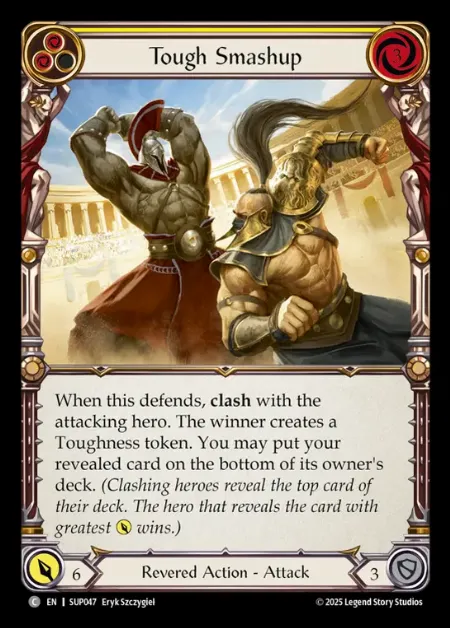 Tough Smashup
3
When this defends, clash with the
attacking hero. The winner creates a
Toughness token. You may put your
revealed card on the bottom of its owner's
deck. (Clashing heroes reveal the top card of
their deck. The hero that reveals the card with
greatest wins.)
6
Revered Action - Attack
3
C EN | SUP047 Eryk Szczygieł
© 2025 Legend Story Studios